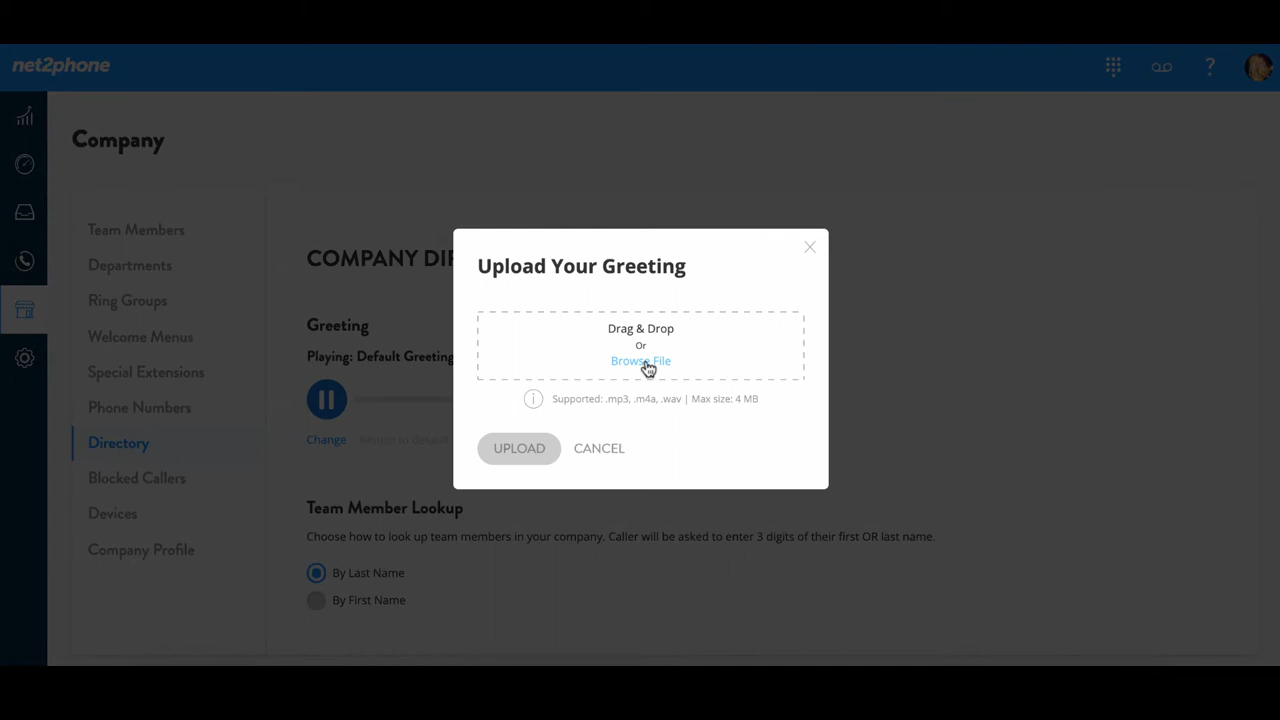 net2phone
?
Company
Team Members
Departments
Ring Groups
Welcome Menus
Special Extensions
Phone Numbers
Directory
Blocked Callers
Devices
Company Profile
COMPANY DI
Greeting
Playing: Default Greeting
Change Return to default
Upload Your Greeting
Drag & Drop
Or
Browse File
Supported: .mp3, .m4a, .wav | Max size: 4 MB
UPLOAD CANCEL
Team Member Lookup
Choose how to look up team members in your company. Caller will be asked to enter 3 digits of their first OR last name.
By Last Name
By First Name